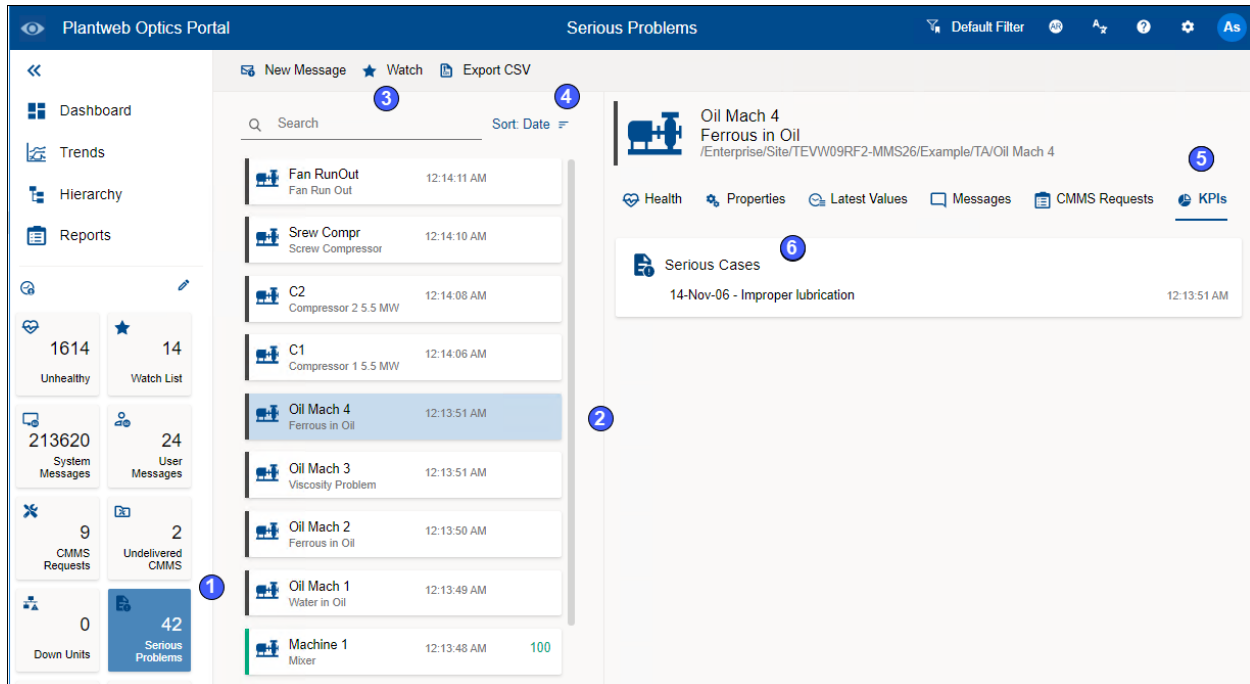 Plantweb Optics Portal
Serious Problems
Default Filter
AR
?
As
New Message
Watch
Export CSV
3
4
Search
Sort: Date
Dashboard
Trends
Hierarchy
Reports
1614
Unhealthy
14
Watch List
213620
System
Messages
24
User
Messages
9
CMMS
Requests
2
Undelivered
CMMS
1
0
Down Units
42
Serious
Problems
Fan RunOut
Fan Run Out
12:14:11 AM
Srew Compr
Screw Compressor
12:14:10 AM
C2
Compressor 2 5.5 MW
12:14:08 AM
C1
Compressor 1 5.5 MW
12:14:06 AM
Oil Mach 4
Ferrous in Oil
12:13:51 AM
2
Oil Mach 3
Viscosity Problem
12:13:51 AM
Oil Mach 2
Ferrous in Oil
12:13:50 AM
Oil Mach 1
Water in Oil
12:13:49 AM
Machine 1
Mixer
12:13:48 AM
100
Oil Mach 4
Ferrous in Oil
/Enterprise/Site/TEVW09RF2-MMS26/Example/TA/Oil Mach 4
5
Health
Properties
Latest Values
Messages
CMMS Requests
KPIs
6
Serious Cases
14-Nov-06 - Improper lubrication
12:13:51 AM